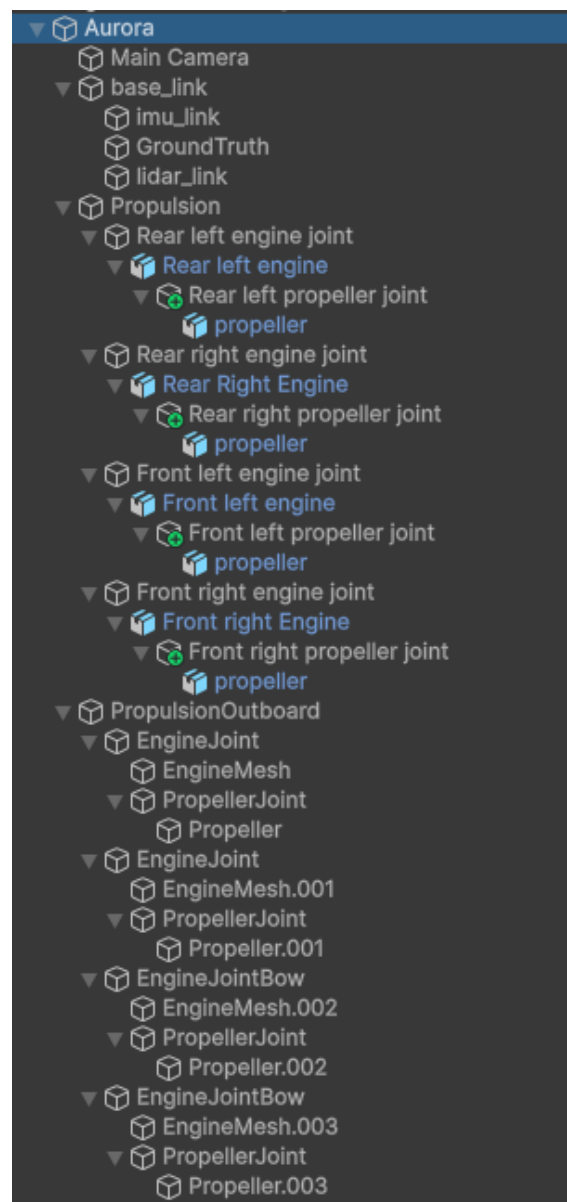 Aurora
Main Camera
base_link
imu_link
GroundTruth
lidar_link
Propulsion
Rear left engine joint
Rear left engine
Rear left propeller joint
propeller
Rear right engine joint
Rear Right Engine
Rear right propeller joint
propeller
Front left engine joint
Front left engine
Front left propeller joint
propeller
Front right engine joint
Front right Engine
Front right propeller joint
propeller
PropulsionOutboard
EngineJoint
EngineMesh
PropellerJoint
Propeller
EngineJoint
EngineMesh.001
PropellerJoint
Propeller.001
EngineJointBow
EngineMesh.002
PropellerJoint
Propeller.002
EngineJointBow
EngineMesh.003
PropellerJoint
Propeller.003